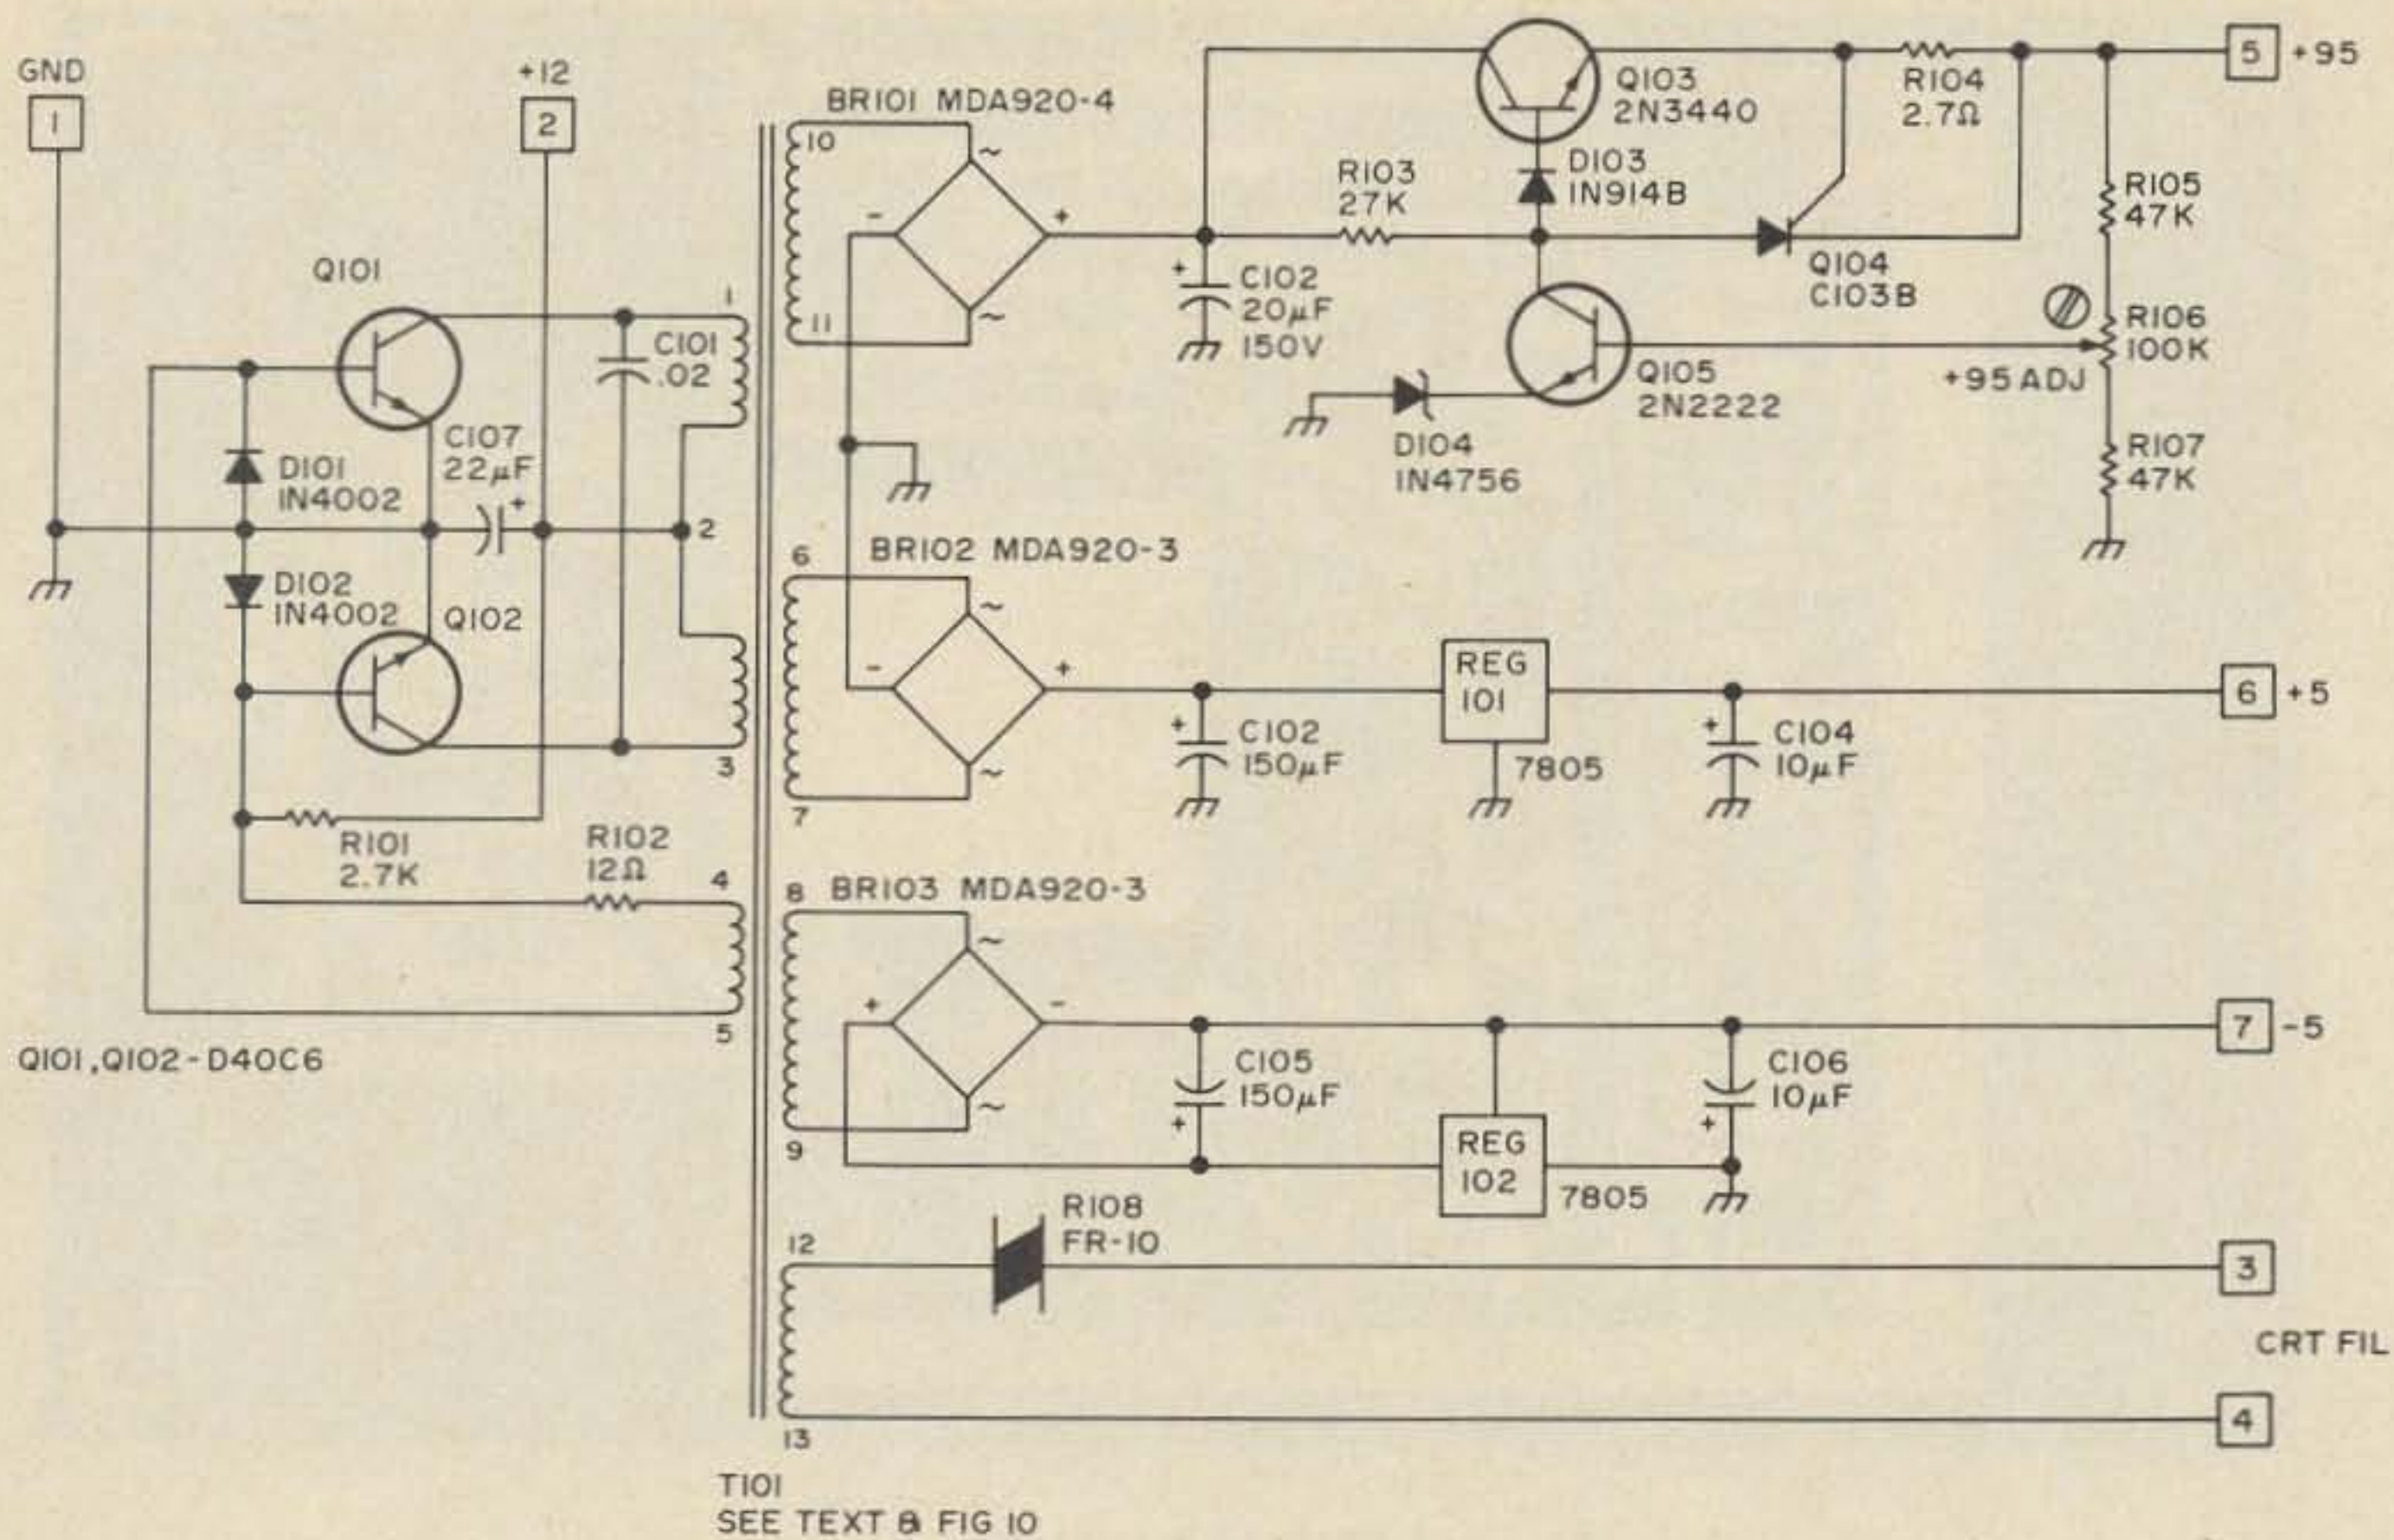 GND
1
+12
2
Q101
D101
1N4002
C107
22µF
+
D102
1N4002
Q102
R101
2.7K
R102
12Ω
C101
.02
1
2
3
4
5
Q101,Q102-D40C6
BR101 MDA920-4
10
11
~
-
+
~
C102
20µF
150V
+
R103
27K
Q103
2N3440
D103
1N914B
R104
2.7Ω
5
+95
Q104
C103B
R105
47K
R106
100K
+95 ADJ
Q105
2N2222
D104
1N4756
R107
47K
6
BR102 MDA920-3
~
-
+
~
7
+
C102
150µF
REG
101
7805
+
C104
10µF
6
+5
8
BR103 MDA920-3
~
+
-
~
9
C105
150µF
+
REG
102
7805
C106
10µF
+
7
-5
12
R108
FR-10
3
CRT FIL
4
13
T101
SEE TEXT & FIG 10